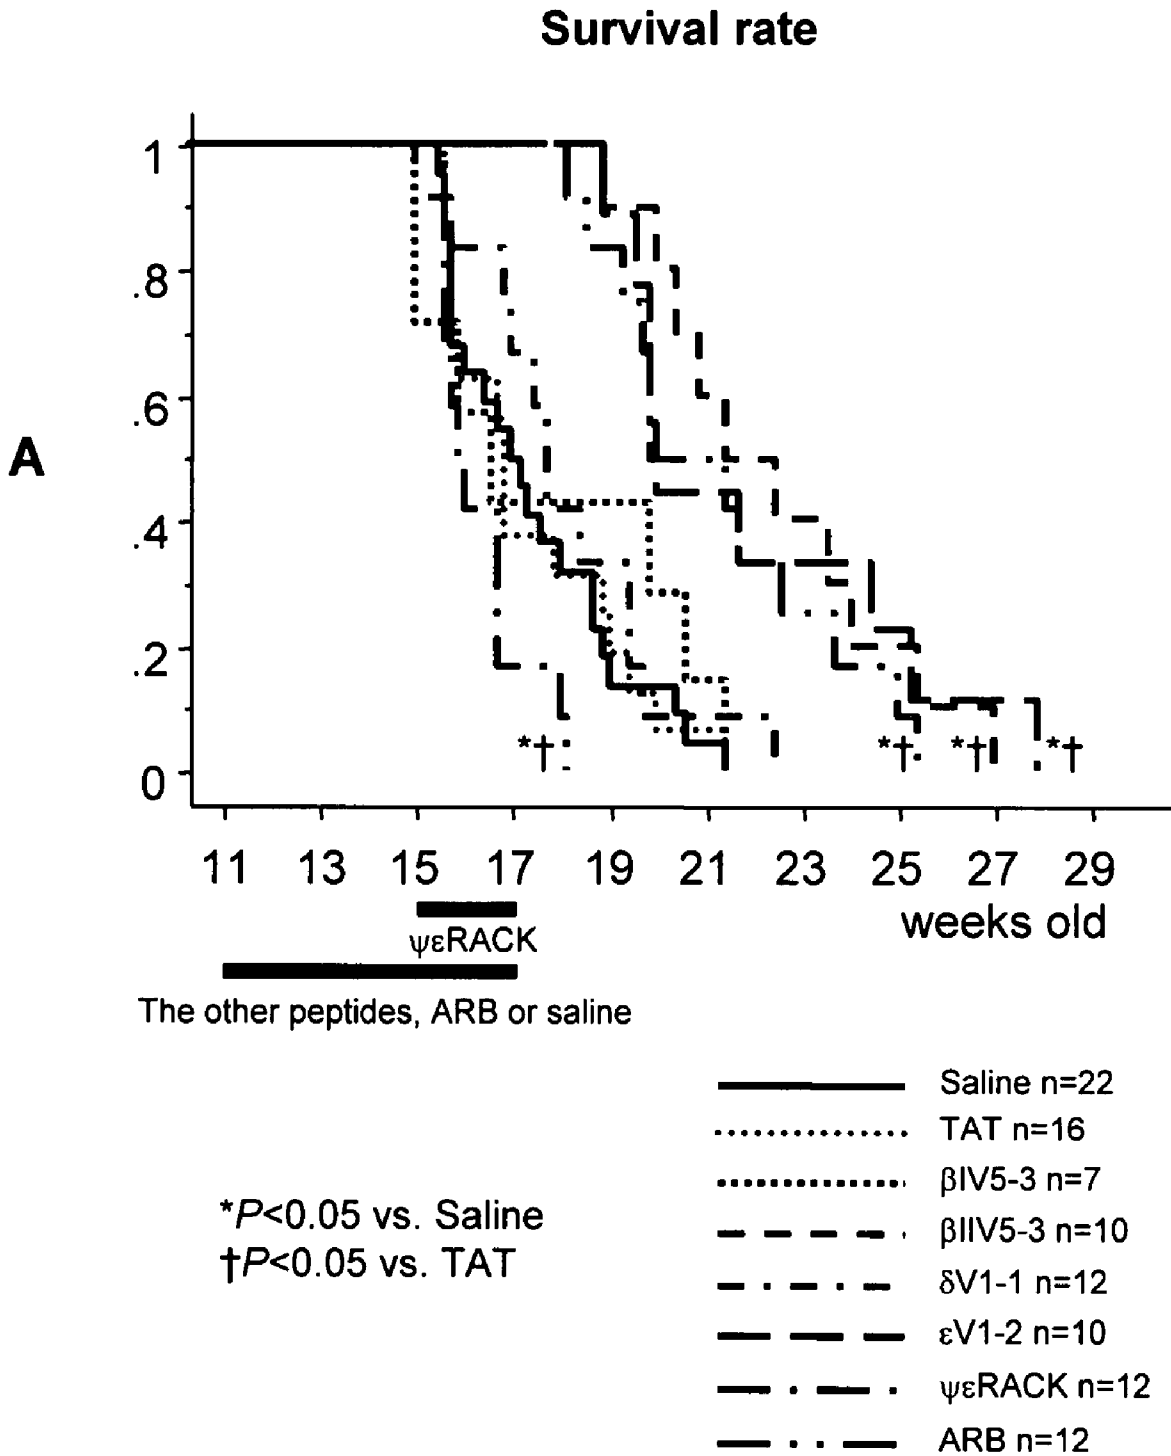 Survival rate
A
1
.8
.6
.4
.2
0
*†
*†
*†
*†
11 13 15 17 19 21 23 25 27 29
weeks old
ψεRACK
The other peptides, ARB or saline
Saline n=22
TAT n=16
βIV5-3 n=7
βIIV5-3 n=10
δV1-1 n=12
εV1-2 n=10
ψεRACK n=12
ARB n=12
*P<0.05 vs. Saline
†P<0.05 vs. TAT